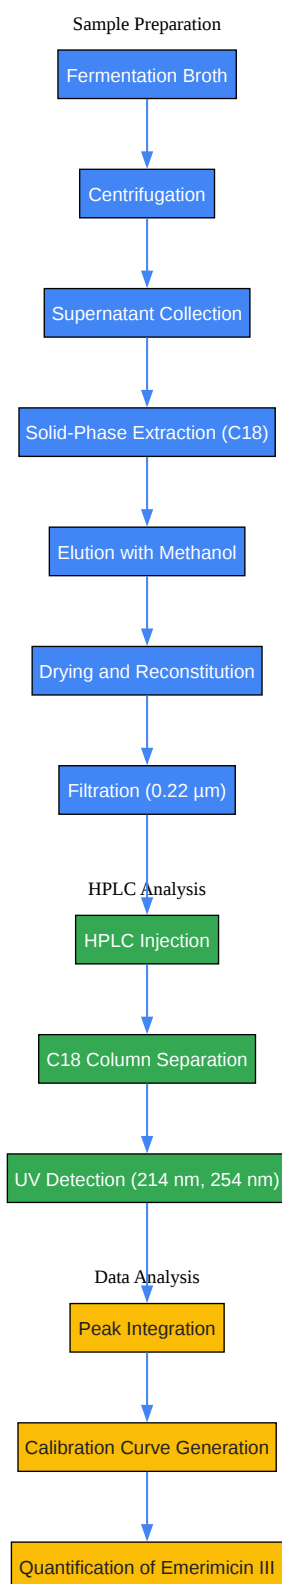 Sample Preparation
Fermentation Broth
Centrifugation
Supernatant Collection
Solid-Phase Extraction (C18)
Elution with Methanol
Drying and Reconstitution
Filtration (0.22 µm)
HPLC Analysis
HPLC Injection
C18 Column Separation
UV Detection (214 nm, 254 nm)
Data Analysis
Peak Integration
Calibration Curve Generation
Quantification of Emerimicin III